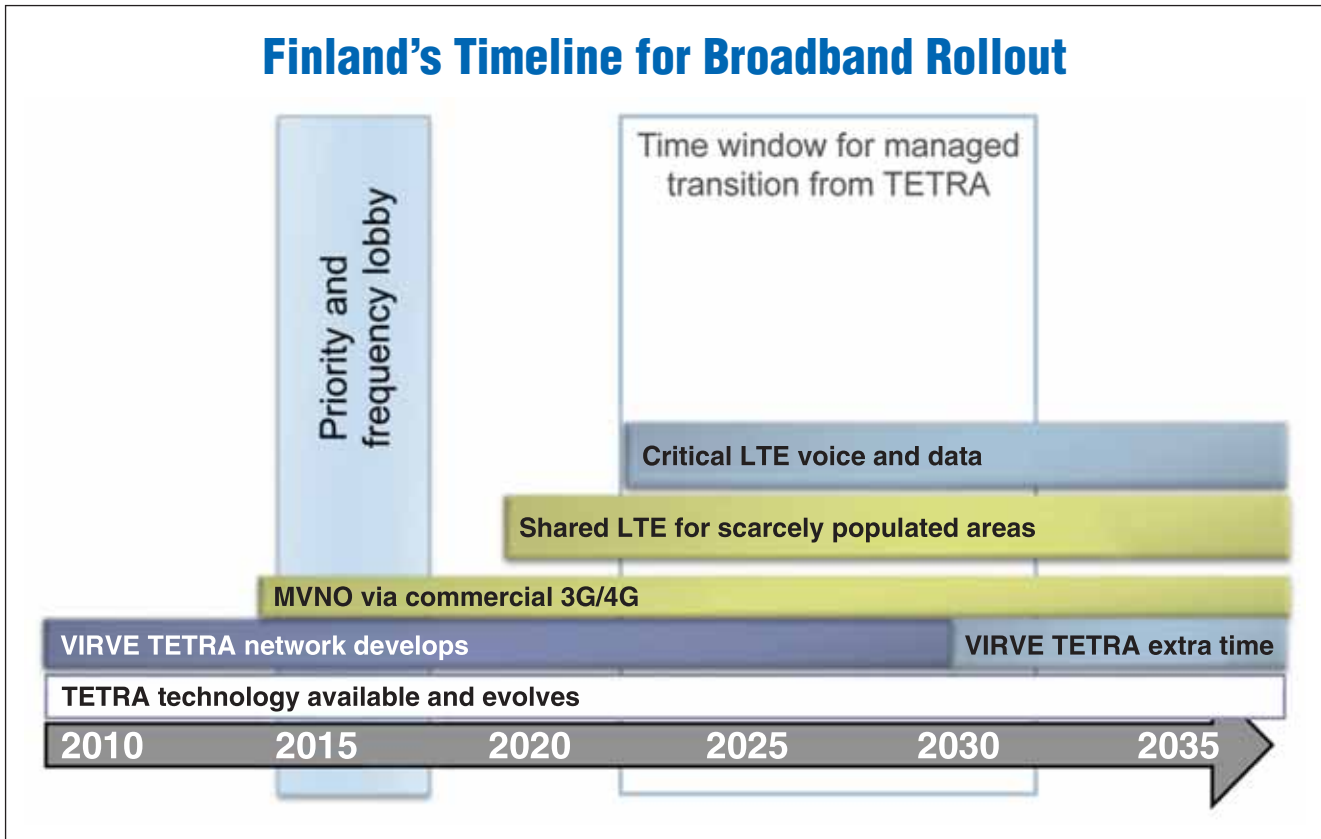 Finland’s Timeline for Broadband Rollout
Priority and
frequency lobby
Time window for managed
transition from TETRA
Critical LTE voice and data
Shared LTE for scarcely populated areas
MVNO via commercial 3G/4G
VIRVE TETRA network develops
VIRVE TETRA extra time
TETRA technology available and evolves
2010 2015 2020 2025 2030 2035